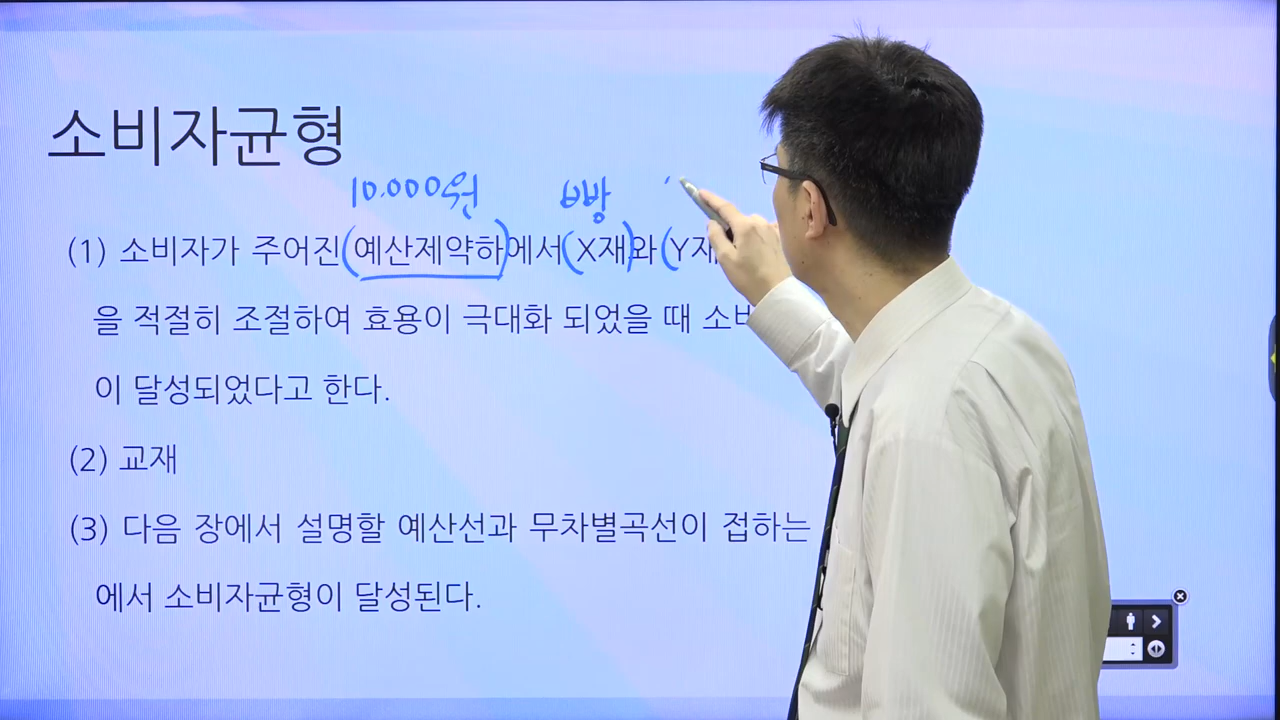 소비자균형
10.000원 빵
(1) 소비자가 주어진(예산제약하)에서(X재)와(Y재
을 적절히 조절하여 효용이 극대화 되었을 때 소비
이 달성되었다고 한다.
(2) 교재
(3) 다음 장에서 설명할 예산선과 무차별곡선이 접하는
에서 소비자균형이 달성된다.